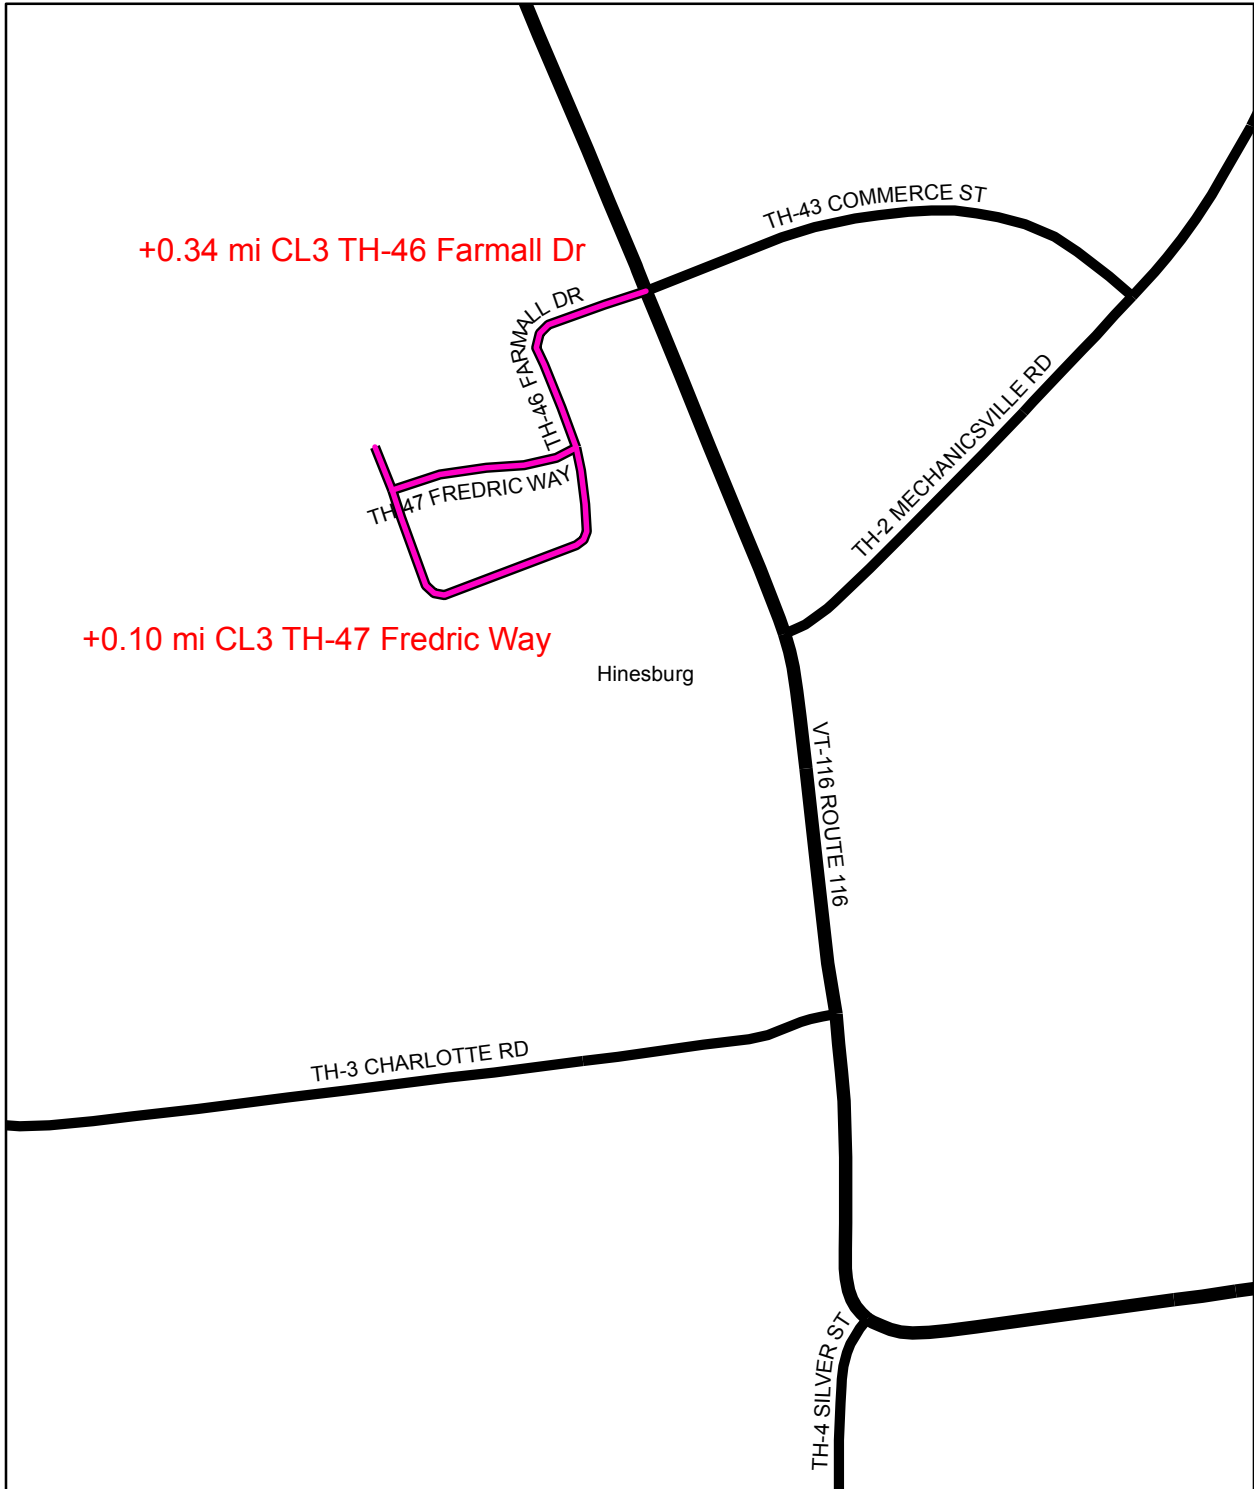 TH-43 COMMERCE ST
+0.34 mi CL3 TH-46 Farmall Dr
TH-46 FARMALL DR
TH-2 MECHANICSVILLE RD
TH-47 FREDRIC WAY
+0.10 mi CL3 TH-47 Fredric Way
Hinesburg
VT-116 ROUTE 116
TH-3 CHARLOTTE RD
TH-4 SILVER ST